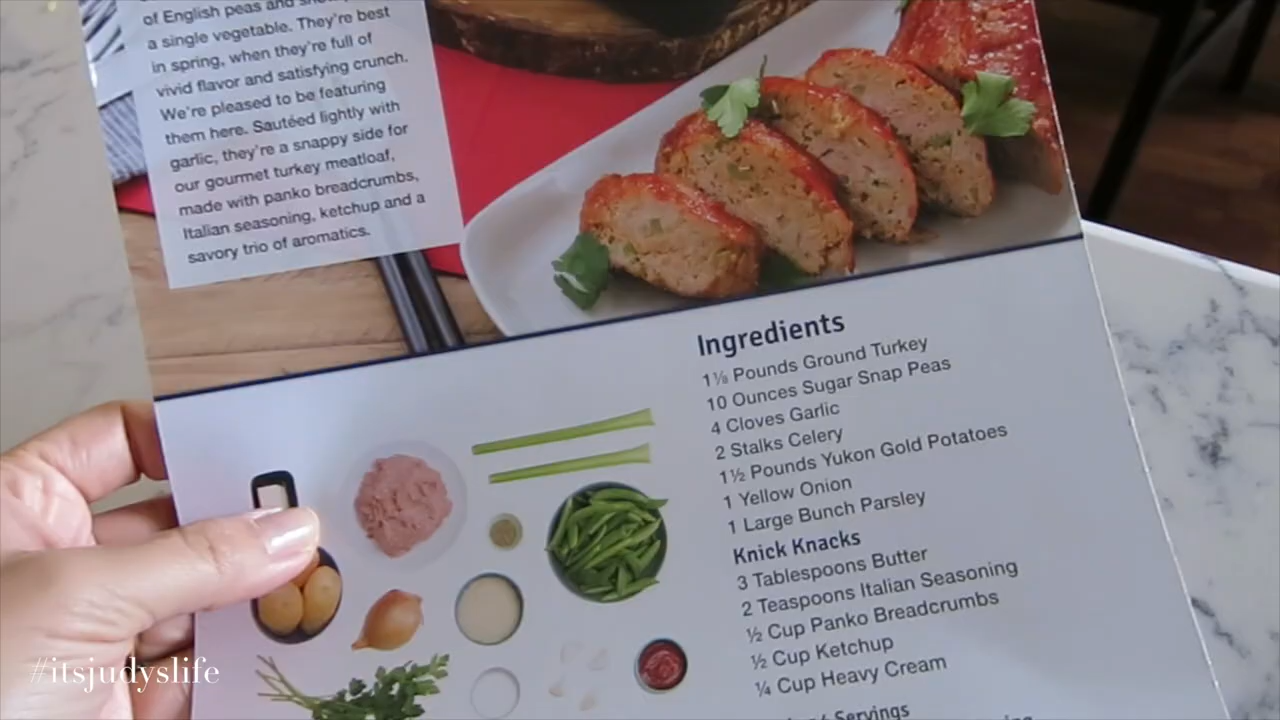 of English peas and
a single vegetable. They're best
in spring, when they're full of
vivid flavor and satisfying crunch.
We're pleased to be featuring
them here. Sautéed lightly with
garlic, they're a snappy side for
our gourmet turkey meatloaf,
made with panko breadcrumbs,
Italian seasoning, ketchup and a
savory trio of aromatics.
Ingredients
1⅛ Pounds Ground Turkey
10 Ounces Sugar Snap Peas
4 Cloves Garlic
2 Stalks Celery
1½ Pounds Yukon Gold Potatoes
1 Yellow Onion
1 Large Bunch Parsley
Knick Knacks
3 Tablespoons Butter
2 Teaspoons Italian Seasoning
½ Cup Panko Breadcrumbs
½ Cup Ketchup
¼ Cup Heavy Cream
Servings
#itsjudyslife